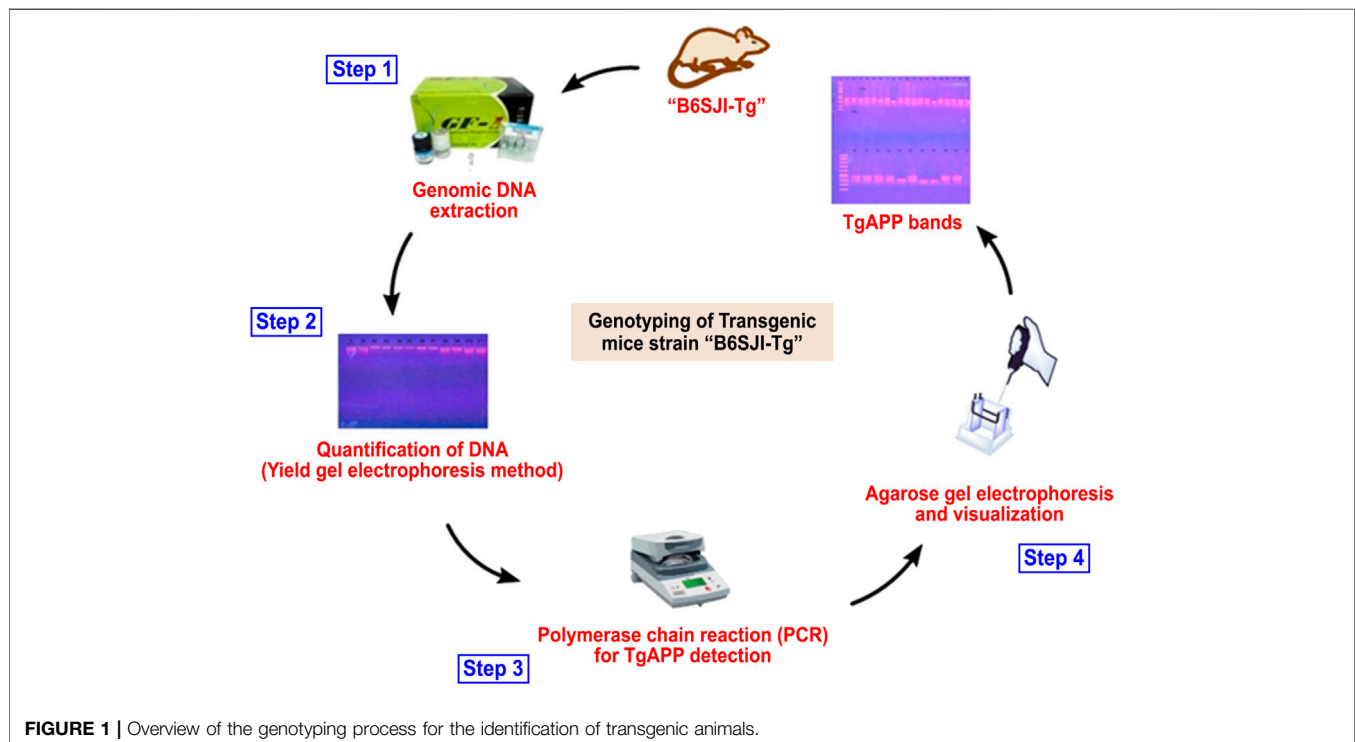 Step 1
"B6SJI-Tg"
GF-1
Genomic DNA
extraction
TgAPP bands
Step 2
Genotyping of Transgenic
mice strain "B6SJI-Tg"
Quantification of DNA
(Yield gel electrophoresis method)
Agarose gel electrophoresis
and visualization
Step 4
Polymerase chain reaction (PCR)
for TgAPP detection
Step 3
FIGURE 1 | Overview of the genotyping process for the identification of transgenic animals.